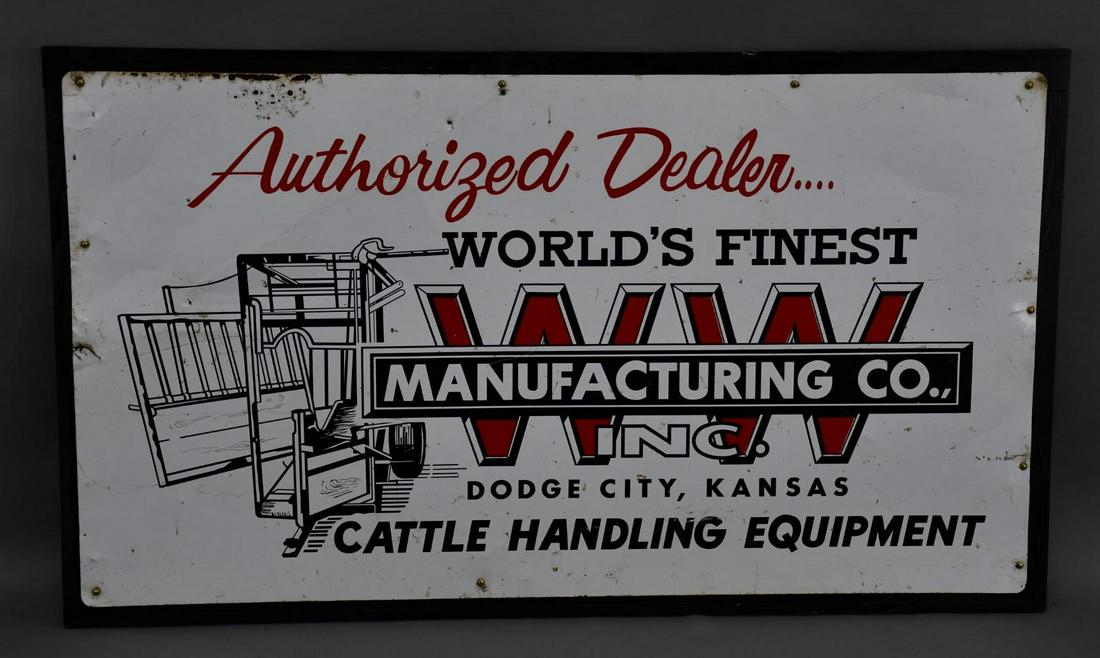 Authorized Dealer....
WORLD'S FINEST
WW
MANUFACTURING CO.,
INC.
DODGE CITY, KANSAS
CATTLE HANDLING EQUIPMENT